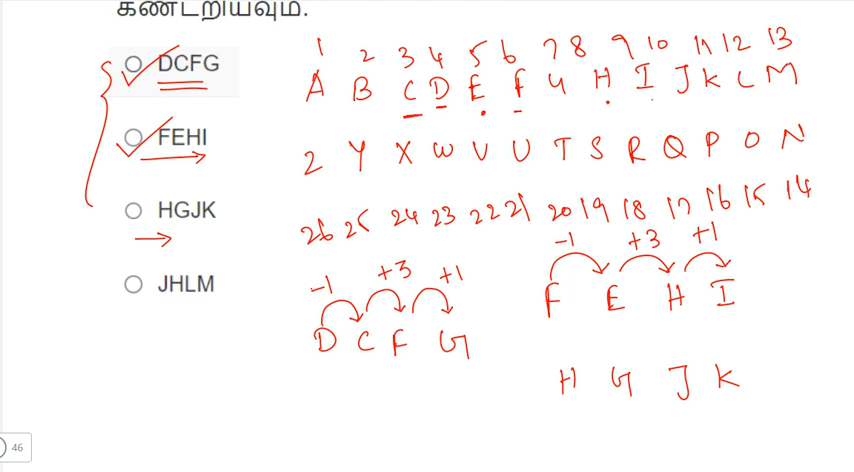 கண்டறியவும்.
DCFG
FEHI
HGJK
JHLM
1 2 3 4 5 6 7 8 9 10 11 12 13
A B C D E F G H I J K L M
Z Y X W V U T S R Q P O N
26 25 24 23 22 21 20 19 18 17 16 15 14
-1 +3 +1
D C F G
-1 +3 +1
F E H I
H G J K
46